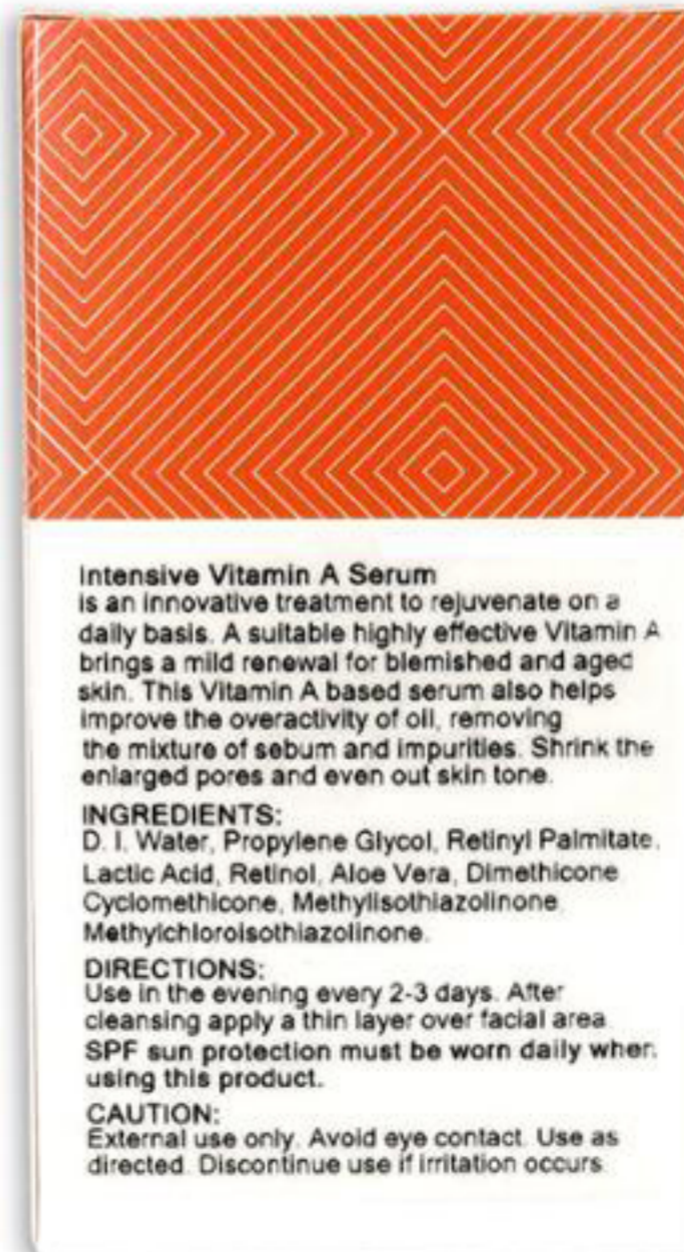 Intensive Vitamin A Serum
is an innovative treatment to rejuvenate on a
daily basis. A suitable highly effective Vitamin A
brings a mild renewal for blemished and aged
skin. This Vitamin A based serum also helps
improve the overactivity of oil, removing
the mixture of sebum and impurities. Shrink the
enlarged pores and even out skin tone.
INGREDIENTS:
D. I. Water, Propylene Glycol, Retinyl Palmitate,
Lactic Acid, Retinol, Aloe Vera, Dimethicone
Cyclomethicone, Methylisothiazolinone,
Methylchloroisothiazolinone.
DIRECTIONS:
Use in the evening every 2-3 days. After
cleansing apply a thin layer over facial area
SPF sun protection must be worn daily when
using this product.
CAUTION:
External use only. Avoid eye contact. Use as
directed. Discontinue use if irritation occurs